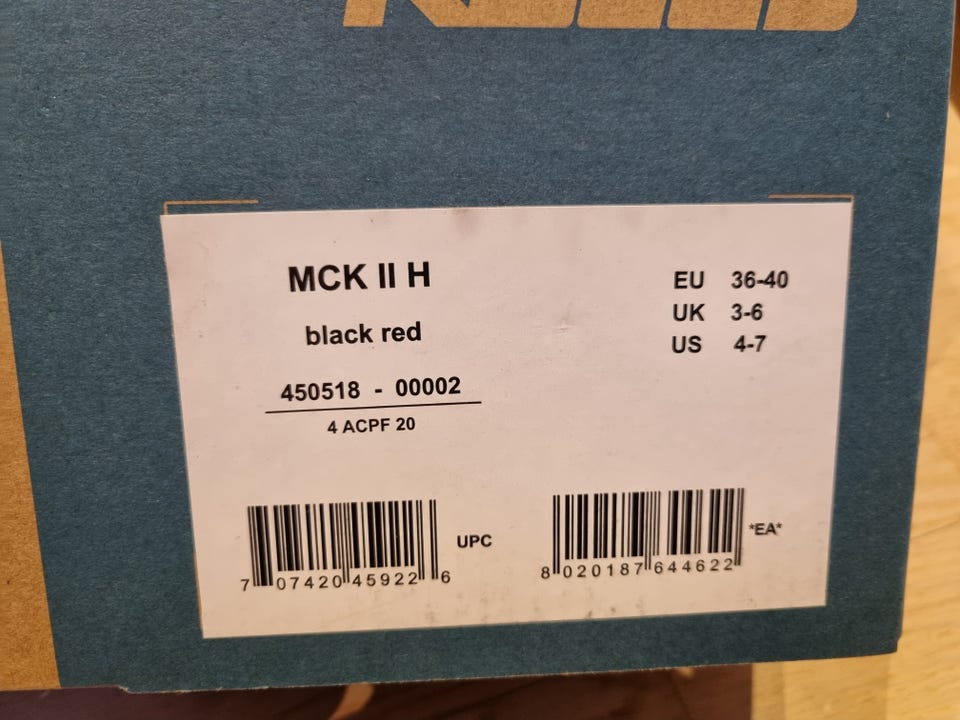 MCK II H
black red
450518 - 00002
4 ACPF 20
EU 36-40
UK 3-6
US 4-7
7 07420 45922 6
UPC
8 020187 644622
*EA*